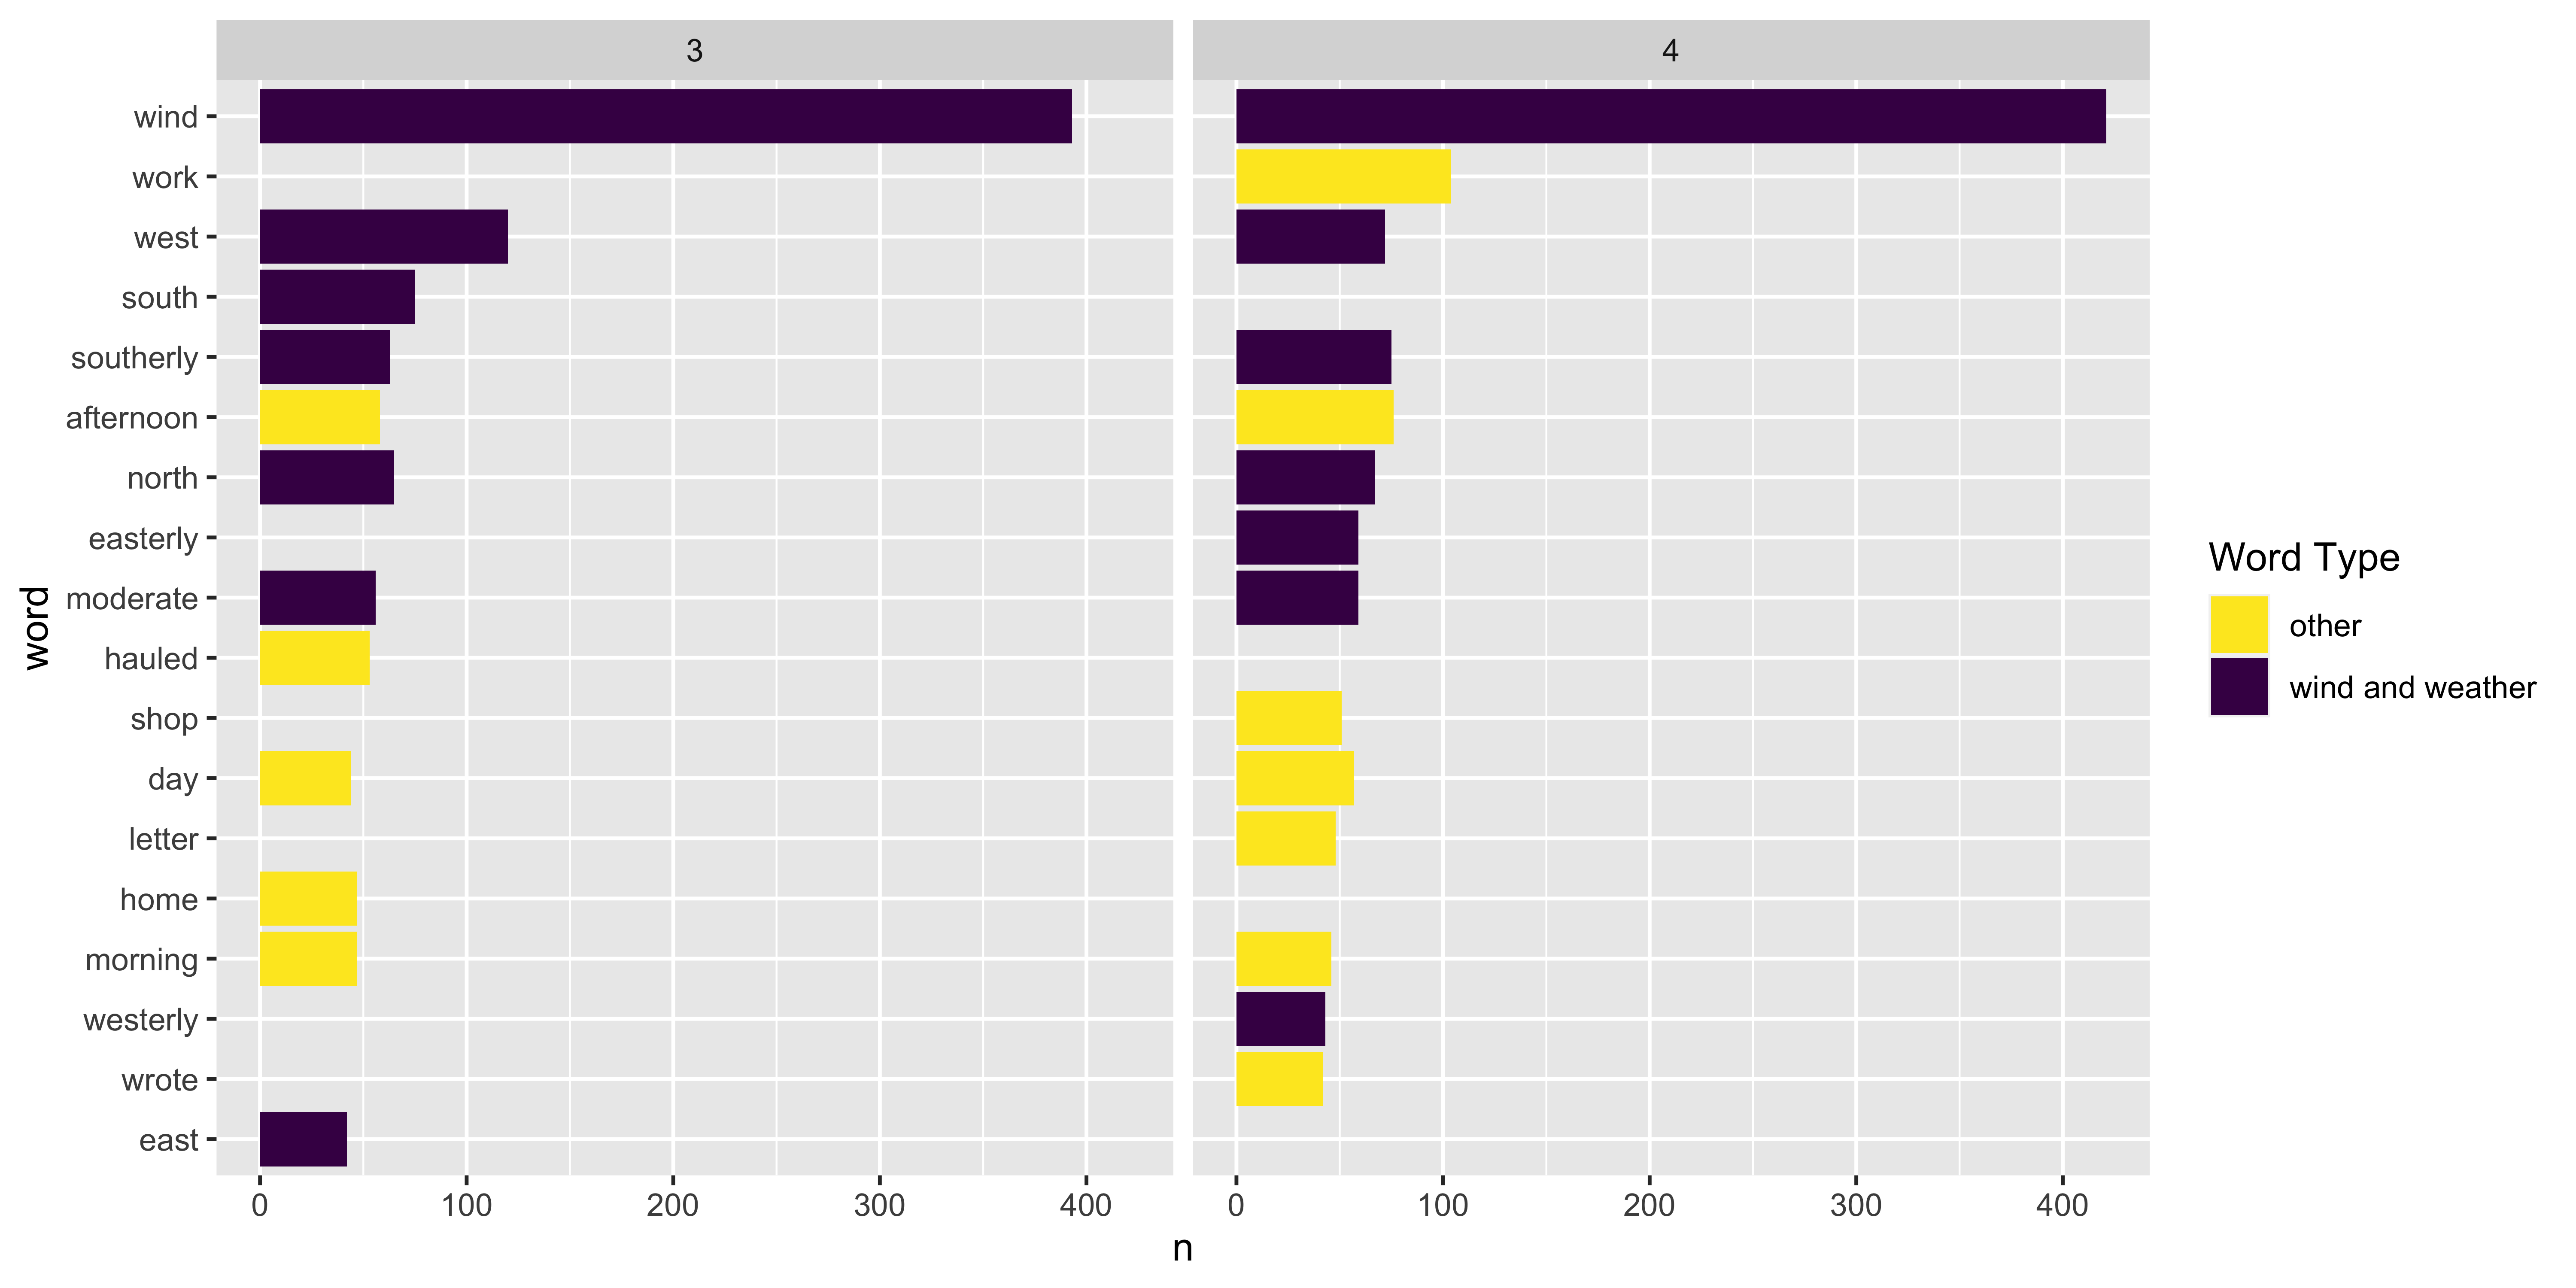 3
4
wind
work
west
south
southerly
afternoon
north
easterly
moderate
hauled
shop
day
letter
home
morning
westerly
wrote
east
word
0 100 200 300 400
0 100 200 300 400
n
Word Type
other
wind and weather